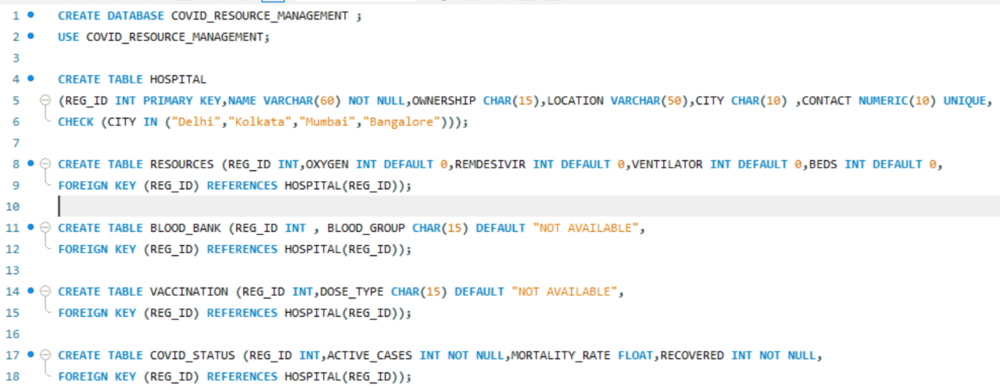 1 CREATE DATABASE COVID_RESOURCE_MANAGEMENT ;
2 USE COVID_RESOURCE_MANAGEMENT;
3
4 CREATE TABLE HOSPITAL
5 (REG_ID INT PRIMARY KEY,NAME VARCHAR(60) NOT NULL,OWNERSHIP CHAR(15),LOCATION VARCHAR(50),CITY CHAR(10) ,CONTACT NUMERIC(10) UNIQUE,
6 CHECK (CITY IN ("Delhi","Kolkata","Mumbai","Bangalore")));
7
8 CREATE TABLE RESOURCES (REG_ID INT,OXYGEN INT DEFAULT 0,REMDESIVIR INT DEFAULT 0,VENTILATOR INT DEFAULT 0,BEDS INT DEFAULT 0,
9 FOREIGN KEY (REG_ID) REFERENCES HOSPITAL(REG_ID));
10
11 CREATE TABLE BLOOD_BANK (REG_ID INT , BLOOD_GROUP CHAR(15) DEFAULT "NOT AVAILABLE",
12 FOREIGN KEY (REG_ID) REFERENCES HOSPITAL(REG_ID));
13
14 CREATE TABLE VACCINATION (REG_ID INT,DOSE_TYPE CHAR(15) DEFAULT "NOT AVAILABLE",
15 FOREIGN KEY (REG_ID) REFERENCES HOSPITAL(REG_ID));
16
17 CREATE TABLE COVID_STATUS (REG_ID INT,ACTIVE_CASES INT NOT NULL,MORTALITY_RATE FLOAT,RECOVERED INT NOT NULL,
18 FOREIGN KEY (REG_ID) REFERENCES HOSPITAL(REG_ID));